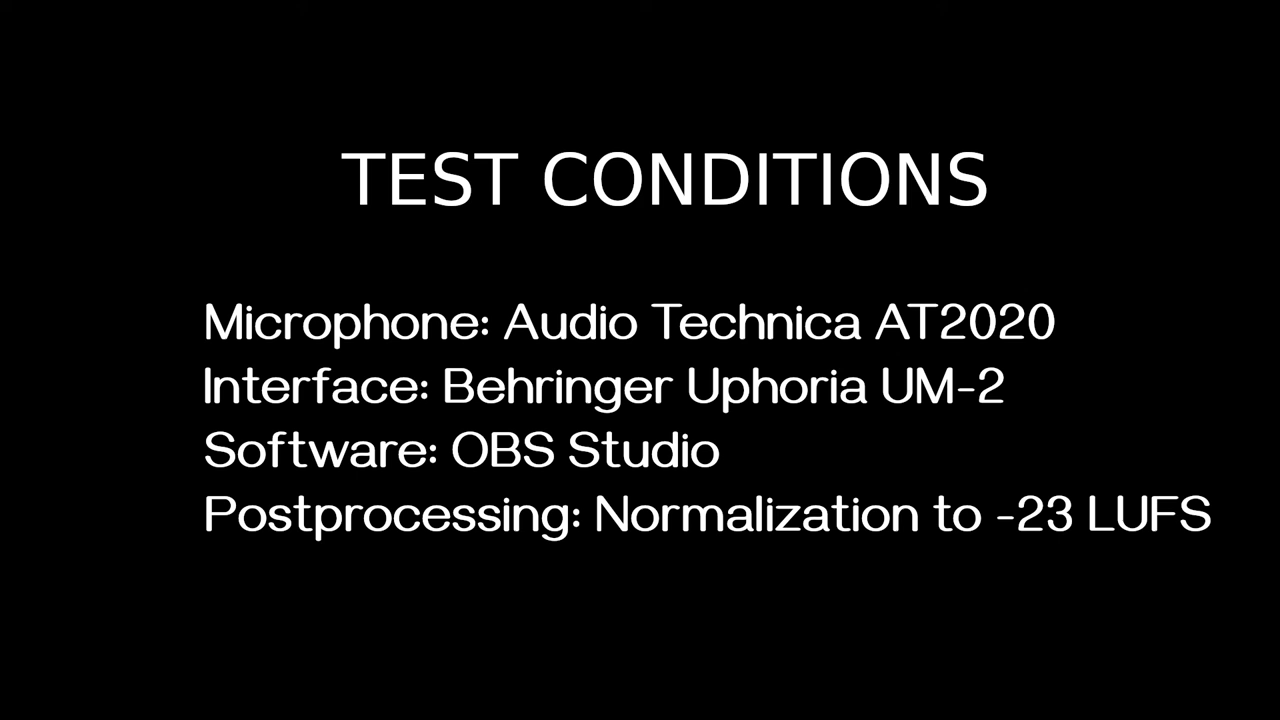 TEST CONDITIONS
Microphone: Audio Technica AT2020
Interface: Behringer Uphoria UM-2
Software: OBS Studio
Postprocessing: Normalization to -23 LUFS